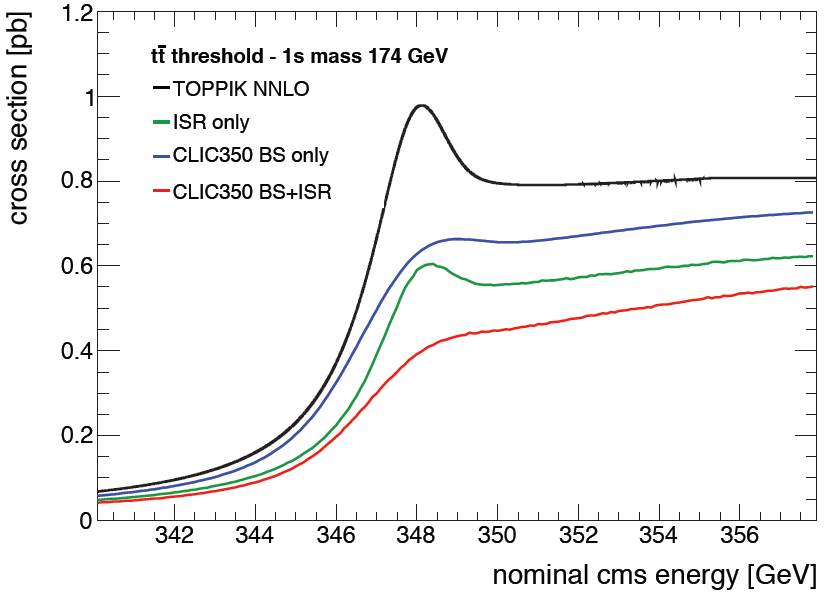 cross section [pb]
1.2
1
0.8
0.6
0.4
0.2
0
tt̄ threshold - 1s mass 174 GeV
TOPPIK NNLO
ISR only
CLIC350 BS only
CLIC350 BS+ISR
342 344 346 348 350 352 354 356
nominal cms energy [GeV]